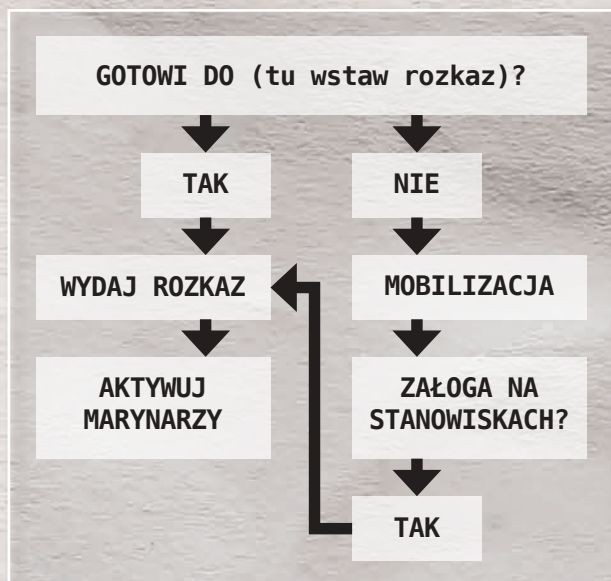 GOTOWI DO (tu wstaw rozkaz)?
TAK
NIE
WYDAJ ROZKAZ
MOBILIZACJA
AKTYWUJ
MARYNARZY
ZAŁOGA NA
STANOWISKACH?
TAK